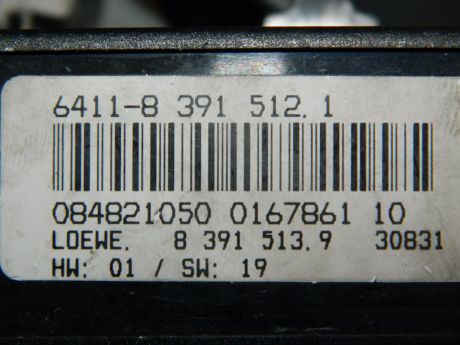 6411-8 391 512.1
084821050 0167861 10
LOEWE. 8 391 513.9 30831
HW: 01 / SW: 19